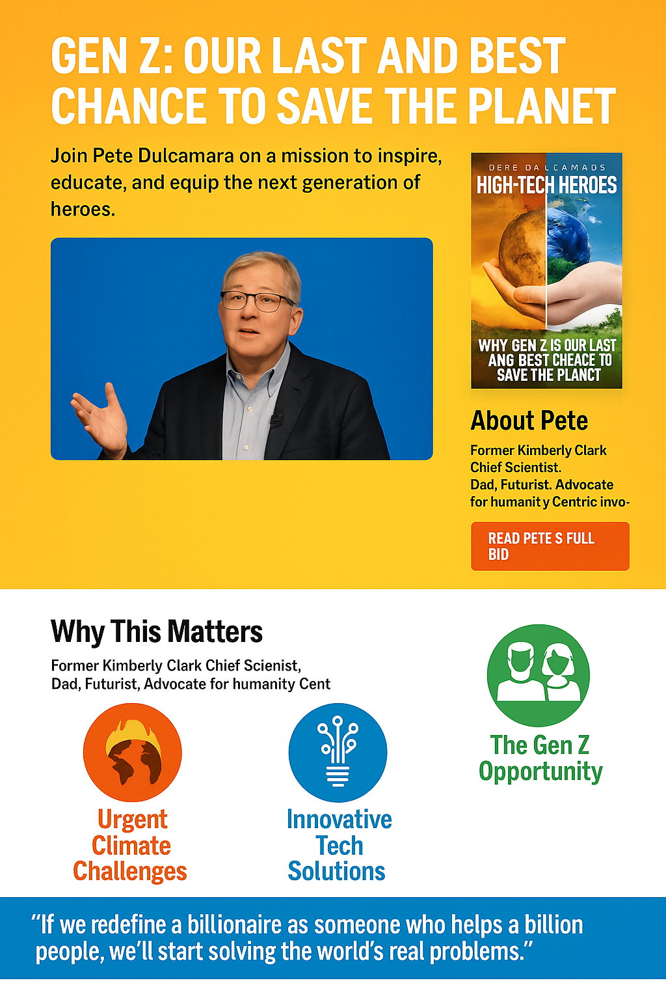 GEN Z: OUR LAST AND BEST
CHANCE TO SAVE THE PLANET
Join Pete Dulcamara on a mission to inspire,
educate, and equip the next generation of
heroes.
DERE DALCAMADS
HIGH-TECH HEROES
WHY GEN Z IS OUR LAST
ANG BEST CHEACE TO
SAVE THE PLANCT
About Pete
Former Kimberly Clark
Chief Scientist.
Dad, Futurist. Advocate
for humanity Centric invo-
READ PETE S FULL
BID
Why This Matters
Former Kimberly Clark Chief Scienist,
Dad, Futurist, Advocate for humanity Cent
Urgent
Climate
Challenges
Innovative
Tech
Solutions
The Gen Z
Opportunity
“If we redefine a billionaire as someone who helps a billion
people, we’ll start solving the world’s real problems.”